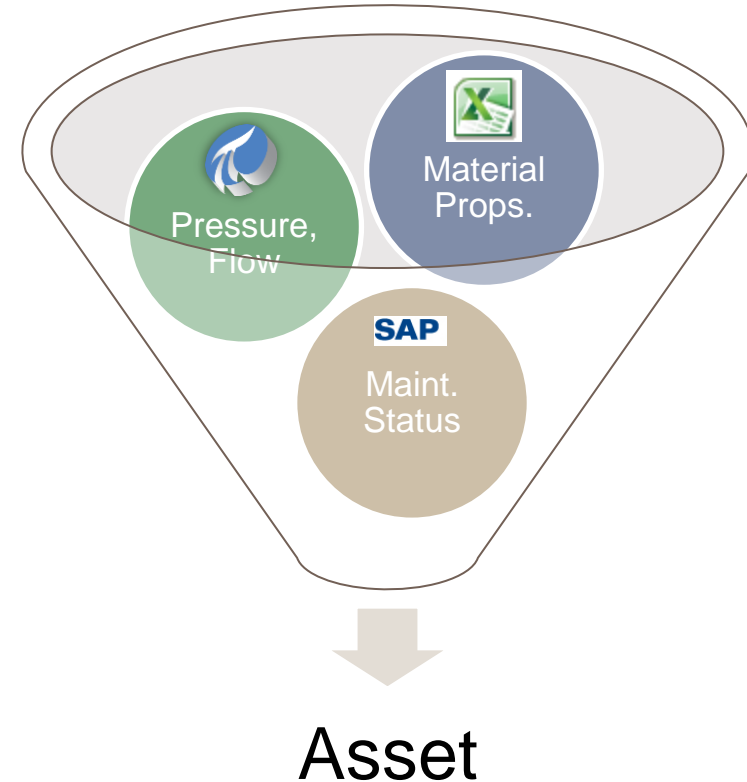 Pressure,
Flow
Material
Props.
SAP
Maint.
Status
Asset